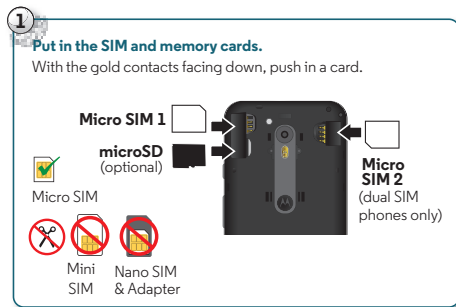 1
Put in the SIM and memory cards.
With the gold contacts facing down, push in a card.
Micro SIM 1
microSD
(optional)
Micro SIM
Micro
SIM 2
(dual SIM
phones only)
Mini
SIM
Nano SIM
& Adapter